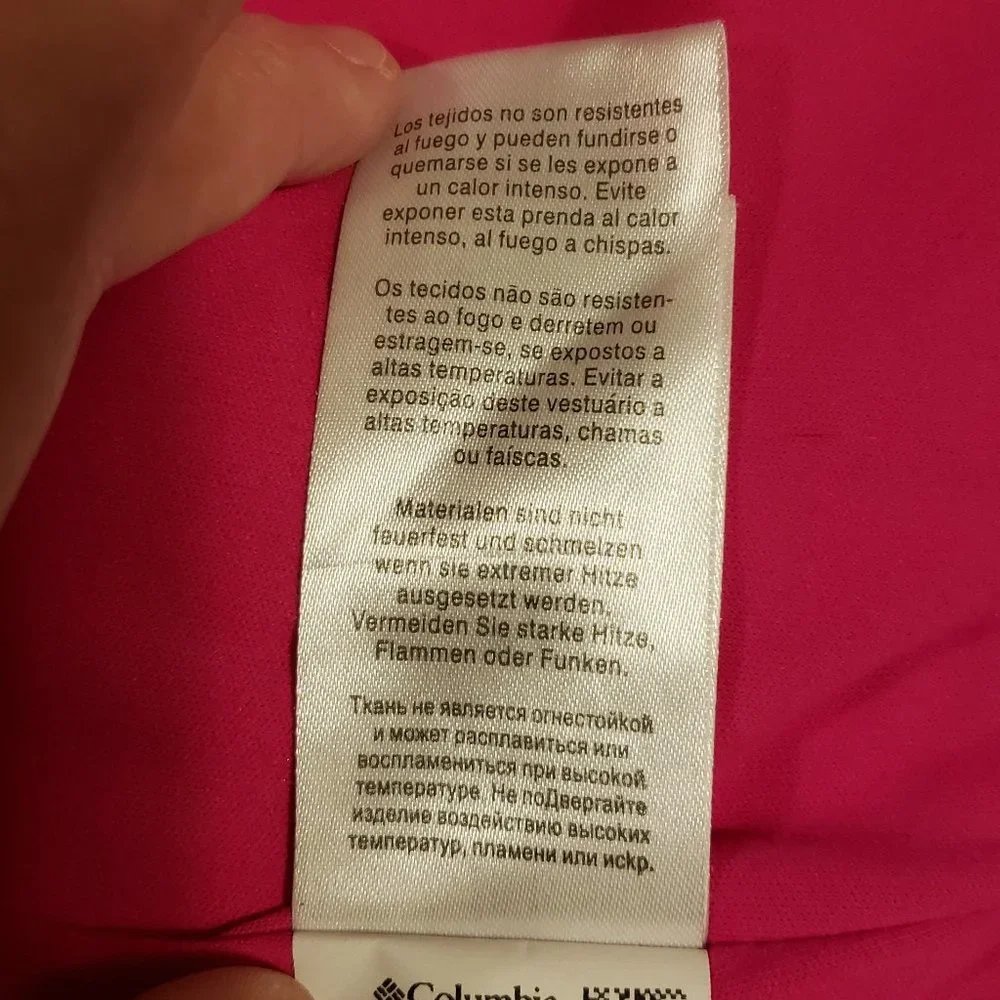 Los tejidos no son resistentes
al fuego y pueden fundirse o
quemarse si se les expone a
un calor intenso. Evite
exponer esta prenda al calor
intenso, al fuego a chispas.
Os tecidos não são resisten-
tes ao fogo e derretem ou
estragem-se, se expostos a
altas temperaturas. Evitar a
exposição deste vestuário a
altas temperaturas, chamas
ou faíscas.
Materialen sind nicht
feuerfest und schmelzen
wenn sie extremer Hitze
ausgesetzt werden.
Vermeiden Sie starke Hitze,
Flammen oder Funken.
Ткань не является огнестойкой
и может расплавиться или
воспламениться при высокой
температуре. Не поДвергайте
изделие воздействию высоких
температур, пламени или искр.
Columbia